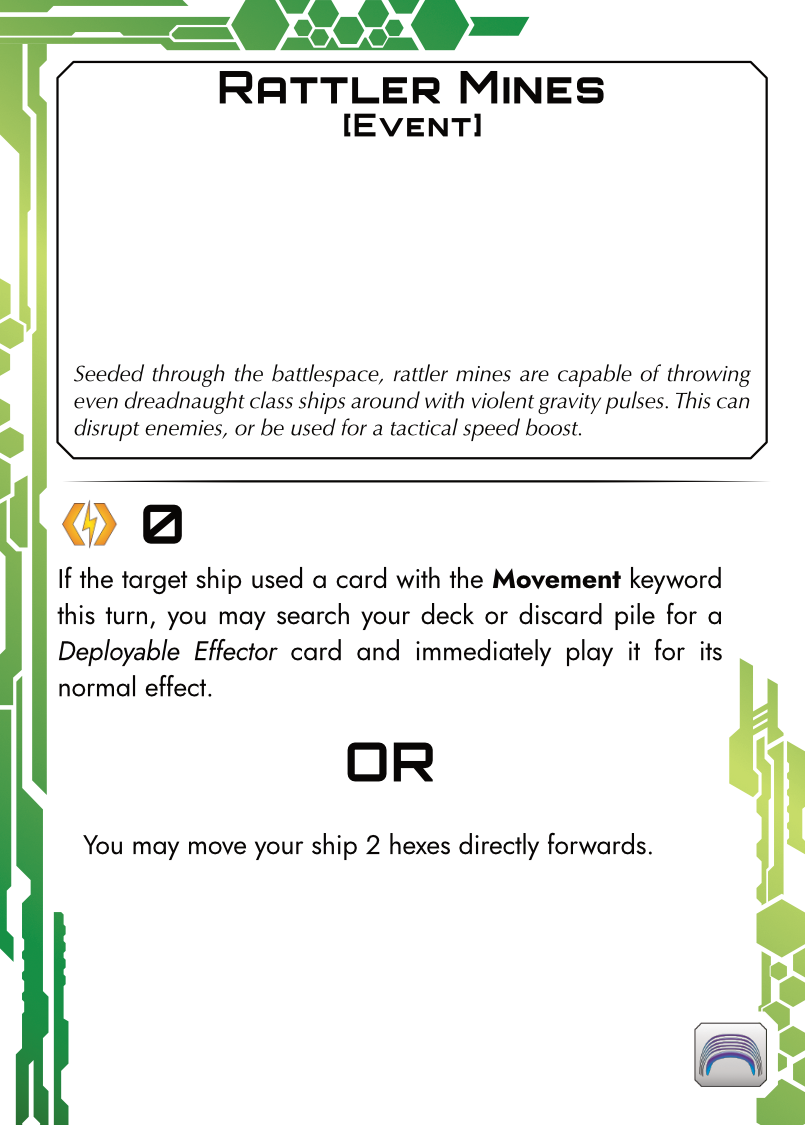 Rattler Mines
[Event]
Seeded through the battlespace, rattler mines are capable of throwing
even dreadnaught class ships around with violent gravity pulses. This can
disrupt enemies, or be used for a tactical speed boost.
0
If the target ship used a card with the Movement keyword
this turn, you may search your deck or discard pile for a
Deployable Effector card and immediately play it for its
normal effect.
OR
You may move your ship 2 hexes directly forwards.